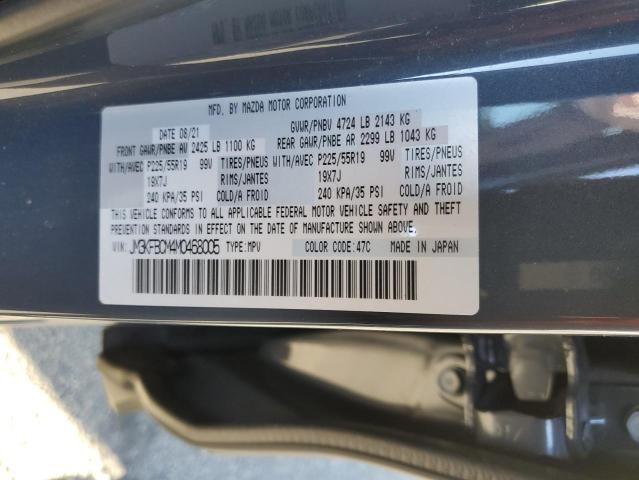 MFD. BY MAZDA MOTOR CORPORATION
DATE 08/21 GVWR/PNBV 4724 LB 2143 KG
FRONT GAWR/PNBE AV 2425 LB 1100 KG REAR GAWR/PNBE AR 2299 LB 1043 KG
WITH/AVEC P225/55R19 99V TIRES/PNEUS WITH/AVEC P225/55R19 99V TIRES/PNEUS
19X7J RIMS/JANTES 19X7J RIMS/JANTES
240 KPA/35 PSI COLD/A FROID 240 KPA/35 PSI COLD/A FROID
THIS VEHICLE CONFORMS TO ALL APPLICABLE FEDERAL MOTOR VEHICLE SAFETY AND THEFT
PREVENTION STANDARDS IN EFFECT ON THE DATE OF MANUFACTURE SHOWN ABOVE.
VIN: JM3KFBCM4M0468005 TYPE:MPV COLOR CODE:47C MADE IN JAPAN